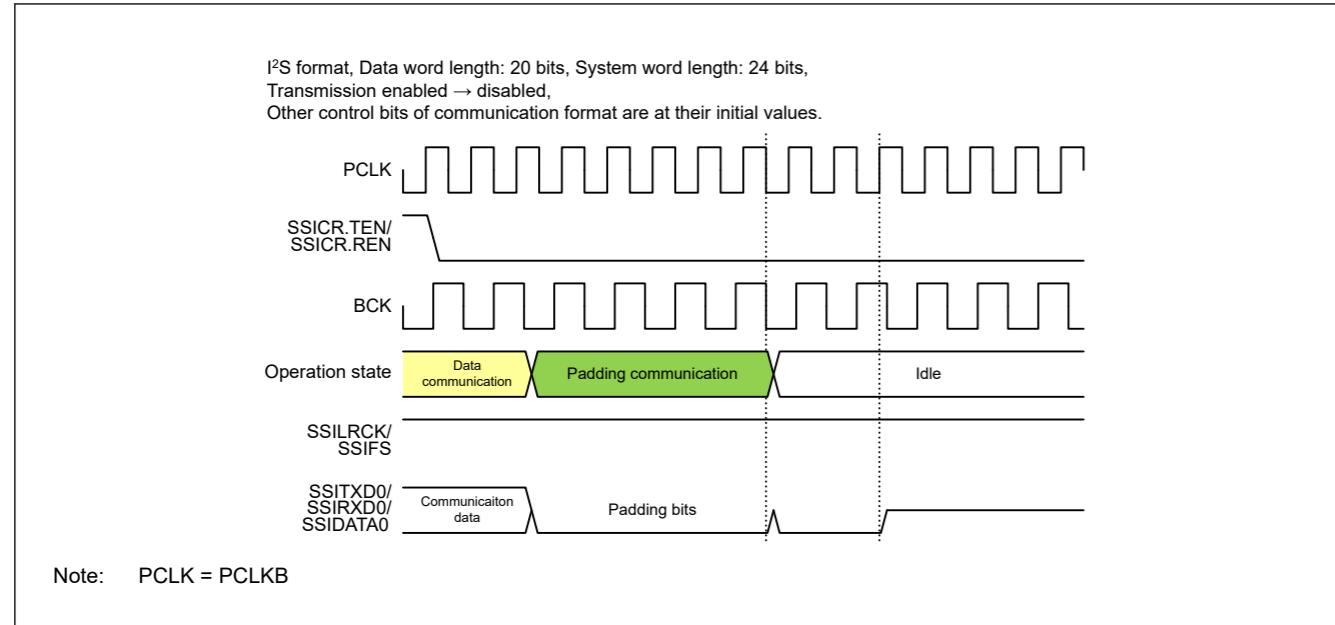 I²S format, Data word length: 20 bits, System word length: 24 bits,
Transmission enabled → disabled,
Other control bits of communication format are at their initial values.
PCLK
SSICR.TEN/
SSICR.REN
BCK
Operation state
Data
communication
Padding communication
Idle
SSILRCK/
SSIFS
SSITXD0/
SSIRXD0/
SSIDATA0
Communicaiton
data
Padding bits
Note: PCLK = PCLKB